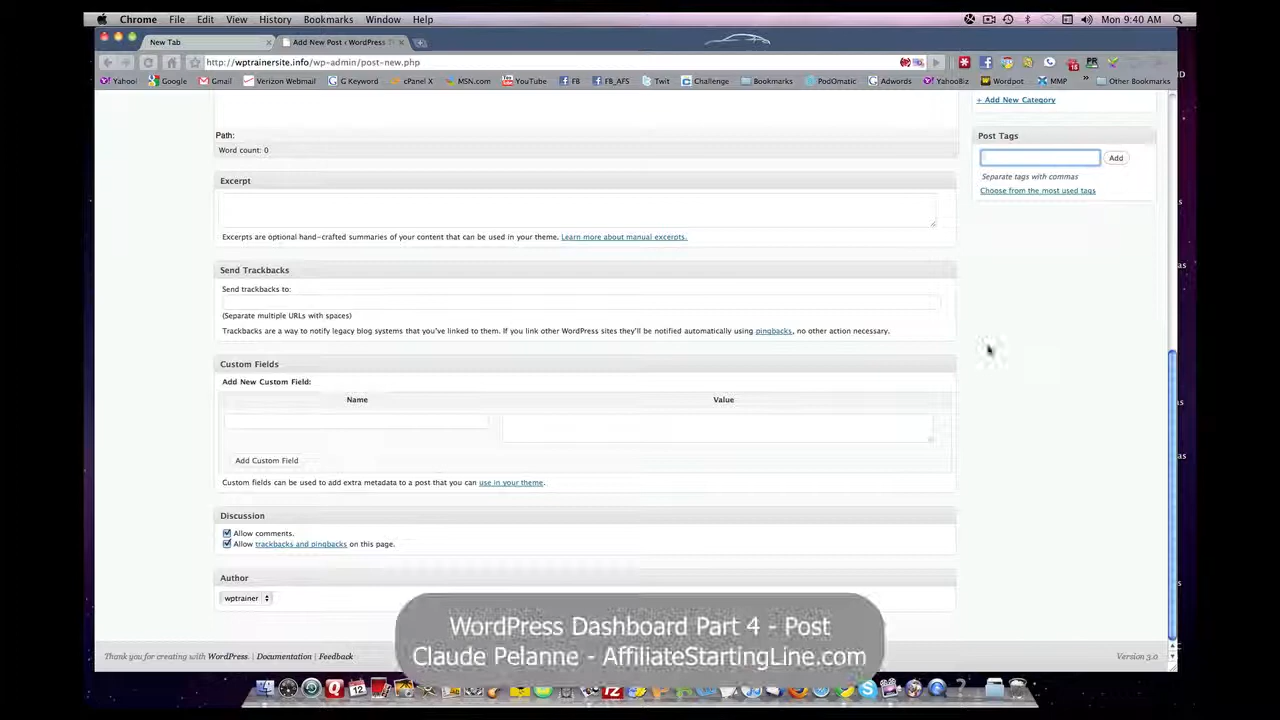 Chrome File Edit View History Bookmarks Window Help Mon 9:40 AM
New Tab
Add New Post ‹ WordPress
http://wptrainersite.info/wp-admin/post-new.php
Yahoo! Google Gmail Verizon Webmail G Keyword cPanel X MSN.com YouTube FB FB_AFS Twit Challenge Bookmarks PodOmatic Adwords YahooBiz Wordpot MMP » Other Bookmarks
+ Add New Category
Path:
Word count: 0
Post Tags
Add
Separate tags with commas
Choose from the most used tags
Excerpt
Excerpts are optional hand-crafted summaries of your content that can be used in your theme. Learn more about manual excerpts.
Send Trackbacks
Send trackbacks to:
(Separate multiple URLs with spaces)
Trackbacks are a way to notify legacy blog systems that you've linked to them. If you link other WordPress sites they'll be notified automatically using pingbacks, no other action necessary.
Custom Fields
Add New Custom Field:
Name Value
Add Custom Field
Custom fields can be used to add extra metadata to a post that you can use in your theme.
Discussion
Allow comments.
Allow trackbacks and pingbacks on this page.
Author
wptrainer
WordPress Dashboard Part 4 - Post
Claude Pelanne - AffiliateStartingLine.com
Thank you for creating with WordPress. | Documentation | Feedback
Version 3.0